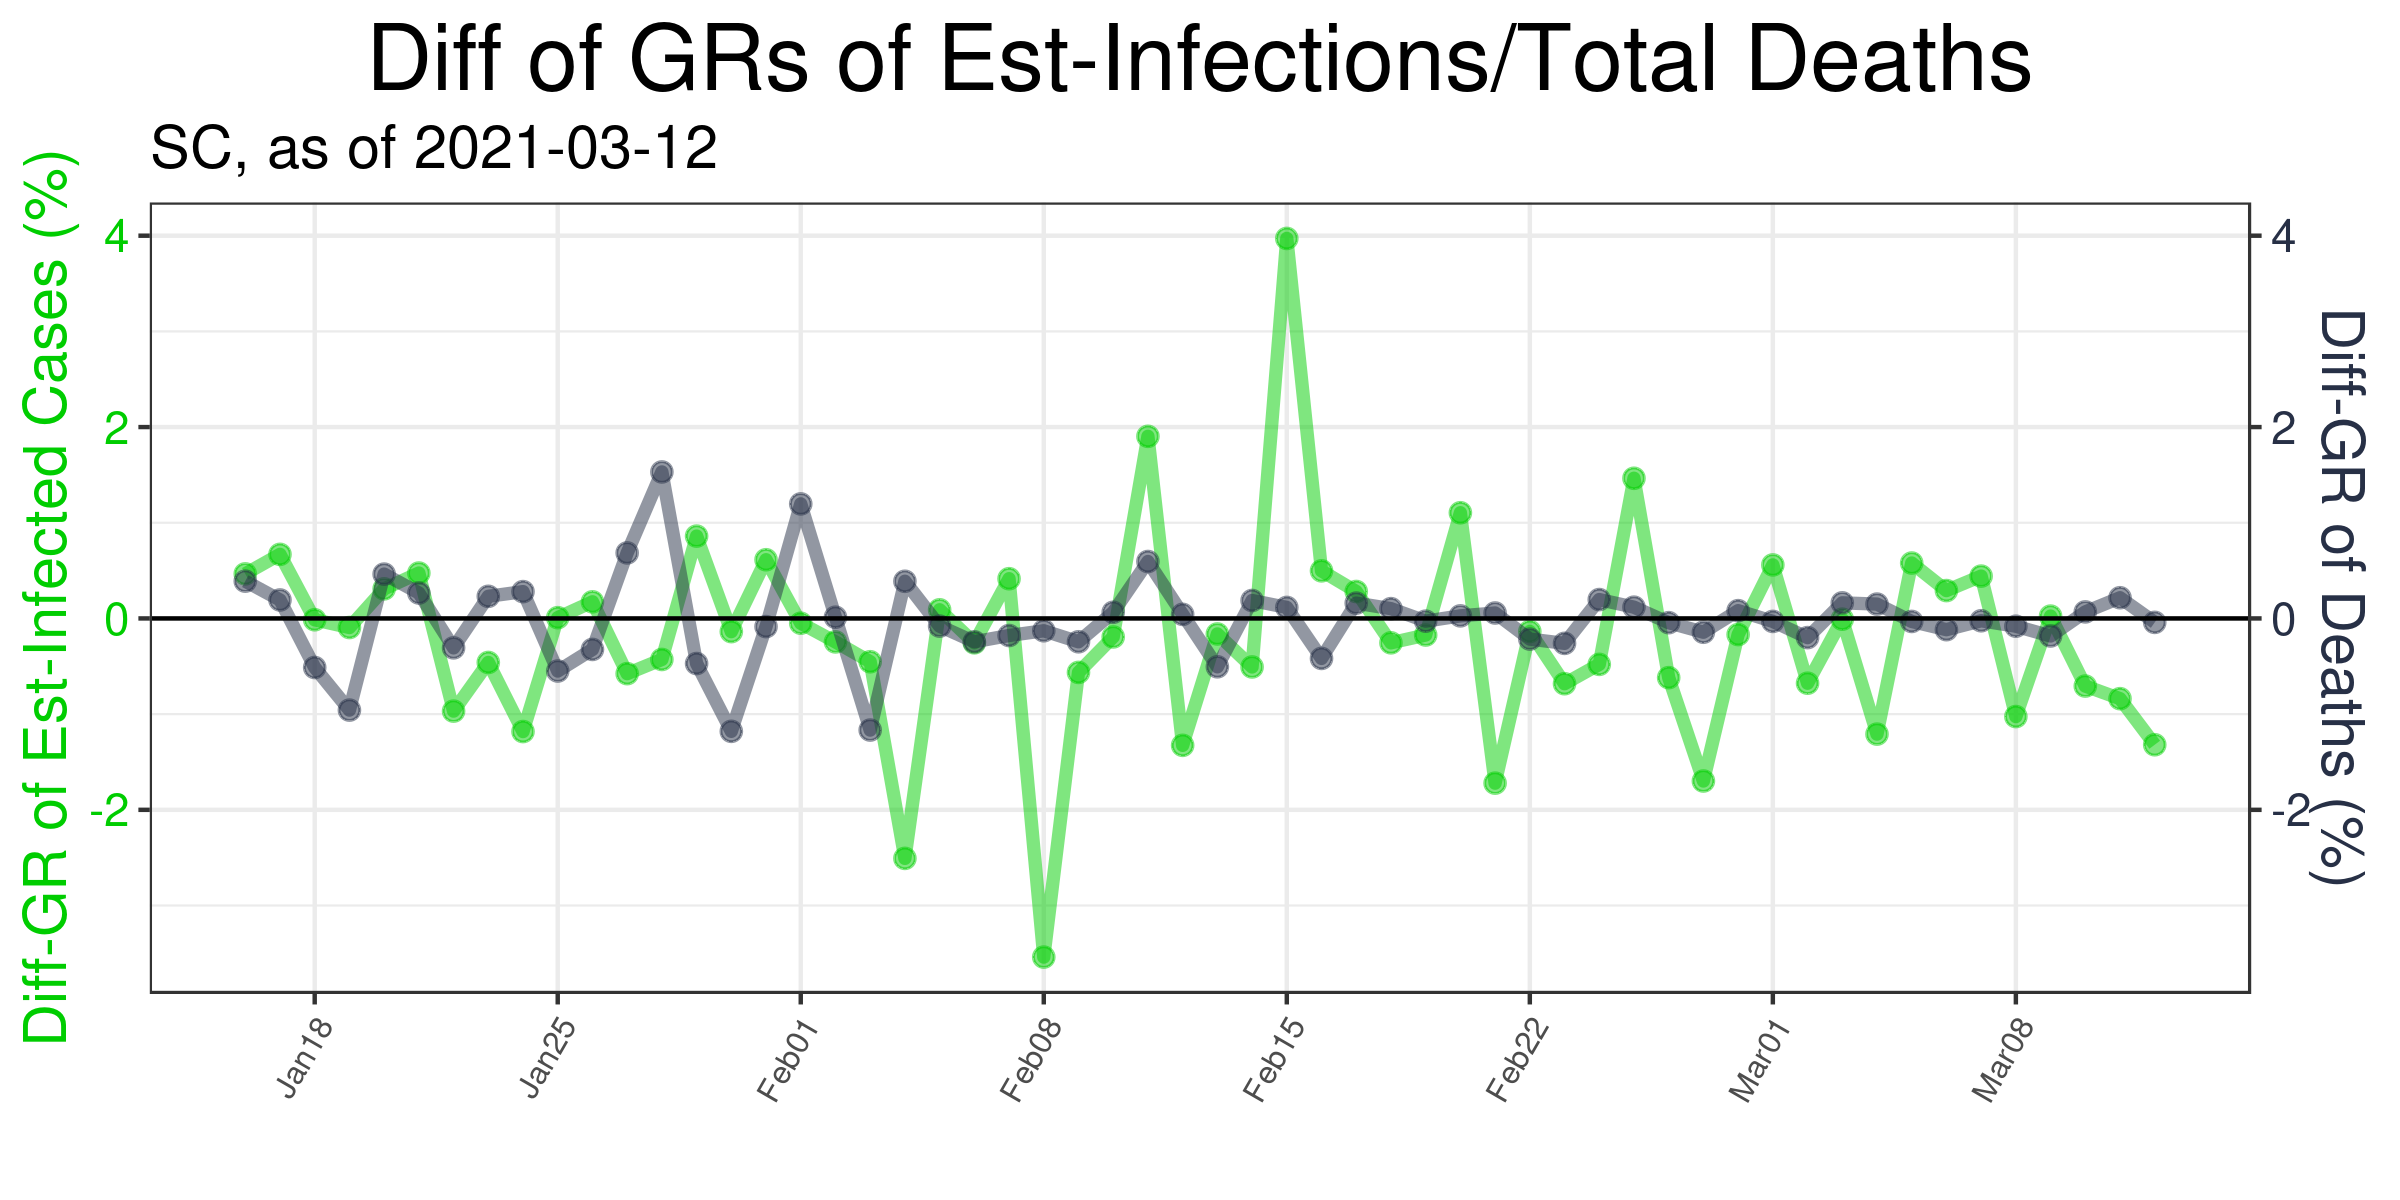 Diff of GRs of Est-Infections/Total Deaths
SC, as of 2021-03-12
Diff-GR of Est-Infected Cases (%)
4
2
0
-2
4
2
0
-2
Diff-GR of Deaths (%)
Jan18
Jan25
Feb01
Feb08
Feb15
Feb22
Mar01
Mar08